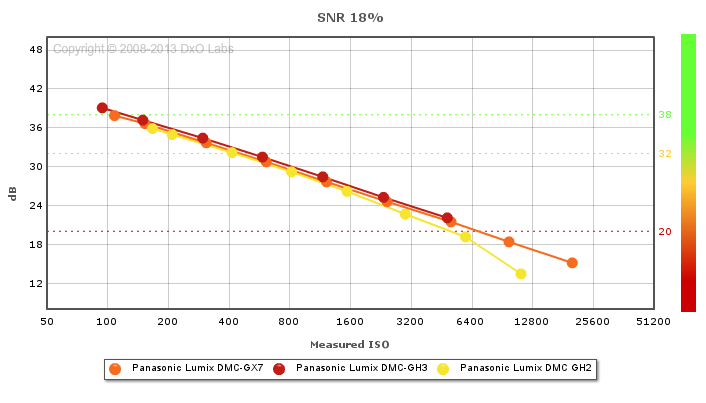 SNR 18%
Copyright © 2008-2013 DxO Labs
48
42
38
36
32
30
24
20
18
12
dB
50 100 200 400 800 1600 3200 6400 12800 25600 51200
Measured ISO
Panasonic Lumix DMC-GX7 Panasonic Lumix DMC-GH3 Panasonic Lumix DMC GH2